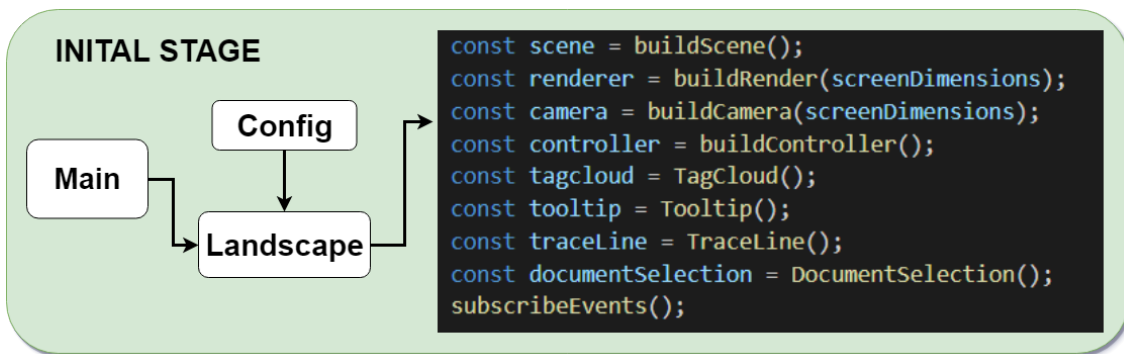 INITAL STAGE
Config
Main
Landscape
const scene = buildScene();
const renderer = buildRender(screenDimensions);
const camera = buildCamera(screenDimensions);
const controller = buildController();
const tagcloud = TagCloud();
const tooltip = Tooltip();
const traceLine = TraceLine();
const documentSelection = DocumentSelection();
subscribeEvents();